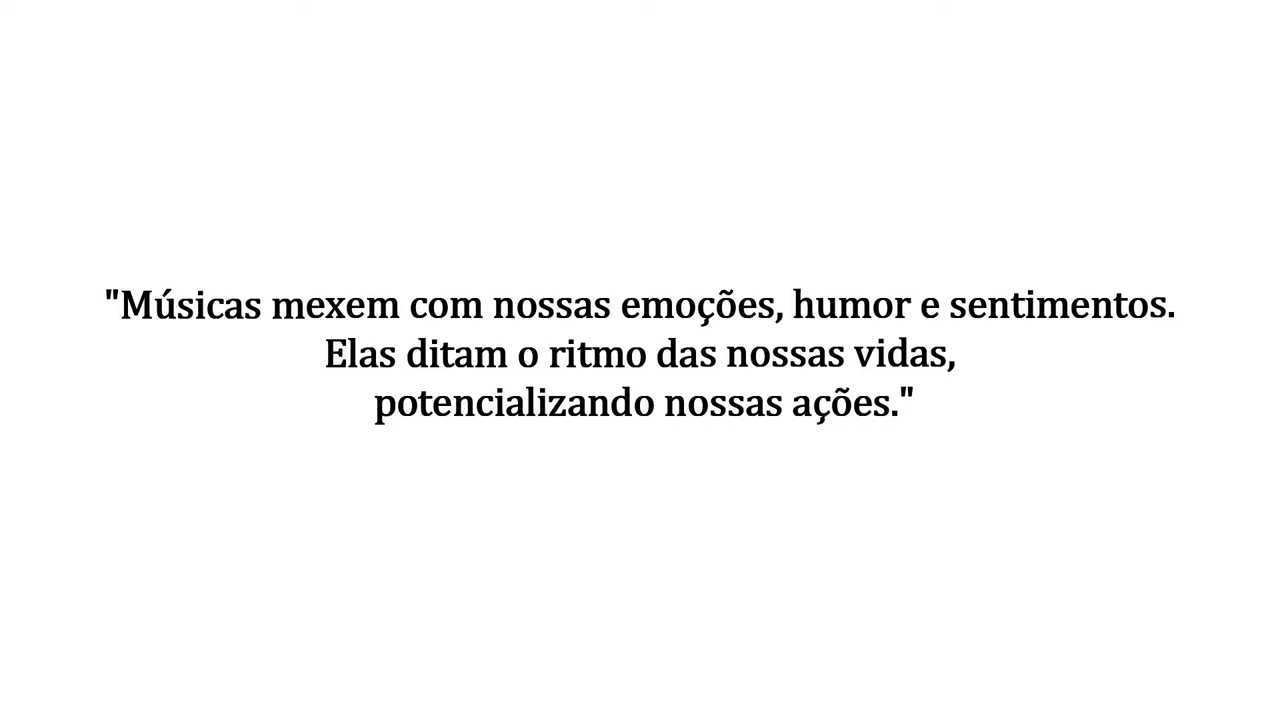 "Músicas mexem com nossas emoções, humor e sentimentos.
Elas ditam o ritmo das nossas vidas,
potencializando nossas ações."